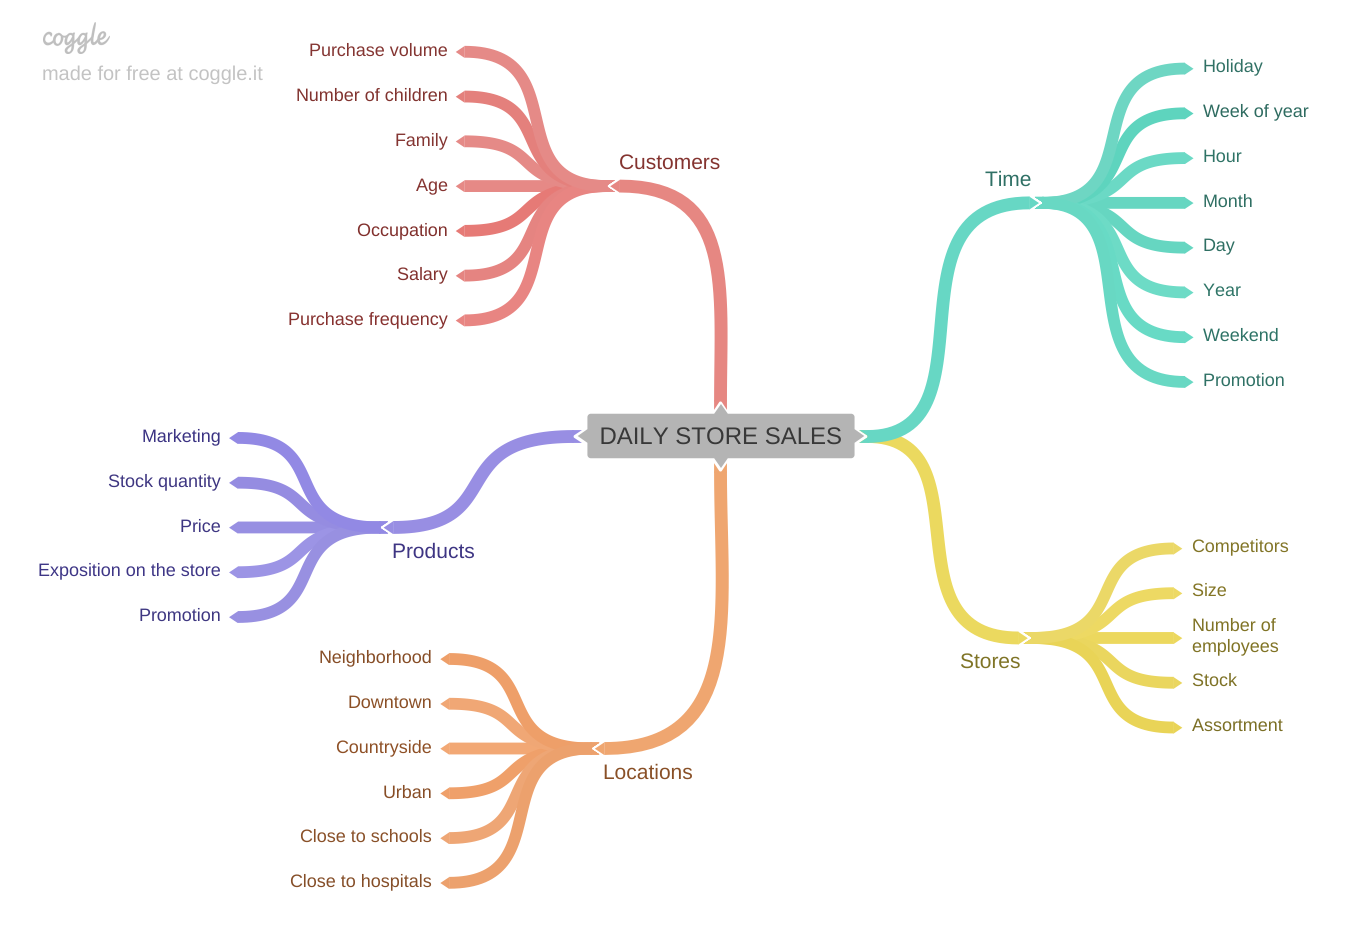 coggle
made for free at coggle.it
Purchase volume
Number of children
Family
Age
Occupation
Salary
Purchase frequency
Customers
Time
Holiday
Week of year
Hour
Month
Day
Year
Weekend
Promotion
DAILY STORE SALES
Marketing
Stock quantity
Price
Exposition on the store
Promotion
Products
Competitors
Size
Number of
employees
Stock
Assortment
Stores
Neighborhood
Downtown
Countryside
Urban
Close to schools
Close to hospitals
Locations